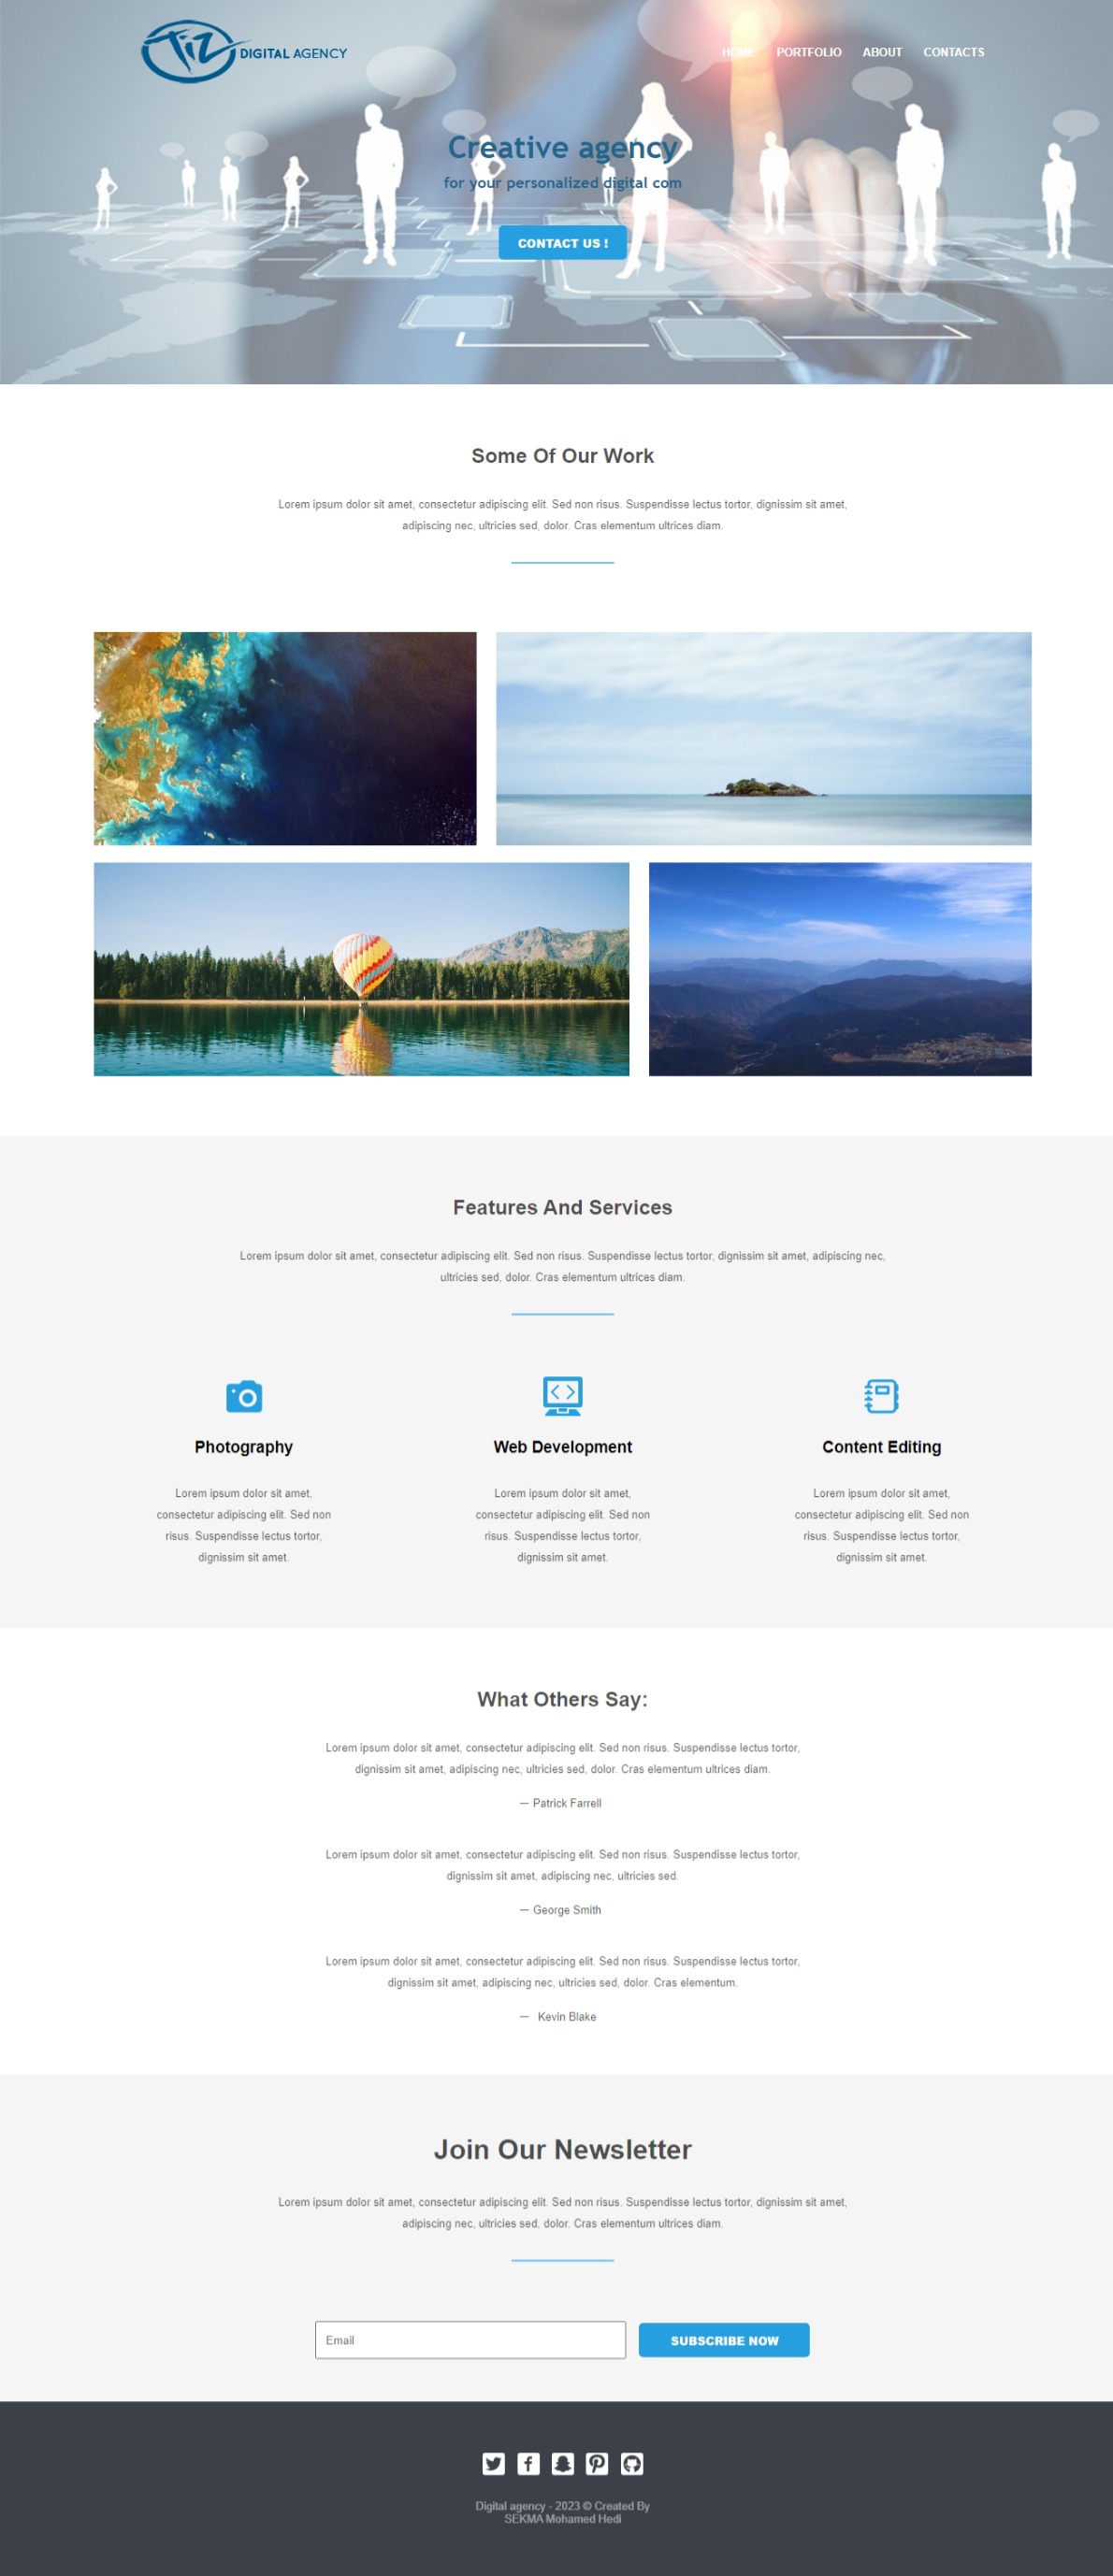 TiZ DIGITAL AGENCY
HOME PORTFOLIO ABOUT CONTACTS
Creative agency
for your personalized digital com
CONTACT US !
Some Of Our Work
Lorem ipsum dolor sit amet, consectetur adipiscing elit. Sed non risus. Suspendisse lectus tortor, dignissim sit amet,
adipiscing nec, ultricies sed, dolor. Cras elementum ultrices diam.
Features And Services
Lorem ipsum dolor sit amet, consectetur adipiscing elit. Sed non risus. Suspendisse lectus tortor, dignissim sit amet, adipiscing nec,
ultricies sed, dolor. Cras elementum ultrices diam.
Photography
Lorem ipsum dolor sit amet,
consectetur adipiscing elit. Sed non
risus. Suspendisse lectus tortor,
dignissim sit amet.
Web Development
Lorem ipsum dolor sit amet,
consectetur adipiscing elit. Sed non
risus. Suspendisse lectus tortor,
dignissim sit amet.
Content Editing
Lorem ipsum dolor sit amet,
consectetur adipiscing elit. Sed non
risus. Suspendisse lectus tortor,
dignissim sit amet.
What Others Say:
Lorem ipsum dolor sit amet, consectetur adipiscing elit. Sed non risus. Suspendisse lectus tortor,
dignissim sit amet, adipiscing nec, ultricies sed, dolor. Cras elementum ultrices diam.
— Patrick Farrell
Lorem ipsum dolor sit amet, consectetur adipiscing elit. Sed non risus. Suspendisse lectus tortor,
dignissim sit amet, adipiscing nec, ultricies sed.
— George Smith
Lorem ipsum dolor sit amet, consectetur adipiscing elit. Sed non risus. Suspendisse lectus tortor,
dignissim sit amet, adipiscing nec, ultricies sed, dolor. Cras elementum.
— Kevin Blake
Join Our Newsletter
Lorem ipsum dolor sit amet, consectetur adipiscing elit. Sed non risus. Suspendisse lectus tortor, dignissim sit amet,
adipiscing nec, ultricies sed, dolor. Cras elementum ultrices diam.
Email
SUBSCRIBE NOW
Digital agency - 2023 © Created By
SEKMA Mohamed Hedi